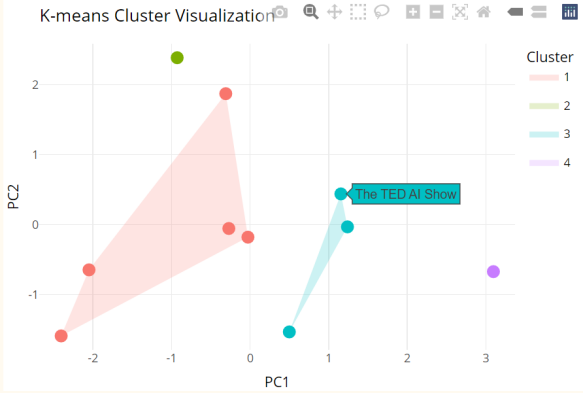 K-means Cluster Visualization
Cluster
1
2
3
4
The TED AI Show
PC2
2
1
0
-1
-2
-1
0
1
2
3
PC1